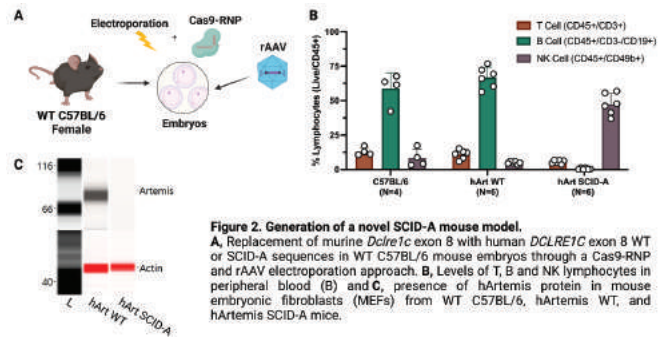 A
Electroporation
Cas9-RNP
+
rAAV
WT C57BL/6
Female
Embryos
B
T Cell (CD45+/CD3+)
B Cell (CD45+/CD3-/CD19+)
NK Cell (CD45+/CD49b+)
% Lymphocytes (Live/CD45+)
100
75
50
25
0
C57BL/6
(N=4)
hArt WT
(N=6)
hArt SCID-A
(N=6)
C
116
66
40
Artemis
Actin
L
hArt WT
hArt SCID-A
Figure 2. Generation of a novel SCID-A mouse model.
A, Replacement of murine Dclre1c exon 8 with human DCLRE1C exon 8 WT
or SCID-A sequences in WT C57BL/6 mouse embryos through a Cas9-RNP
and rAAV electroporation approach. B, Levels of T, B and NK lymphocytes in
peripheral blood (B) and C, presence of hArtemis protein in mouse
embryonic fibroblasts (MEFs) from WT C57BL/6, hArtemis WT, and
hArtemis SCID-A mice.